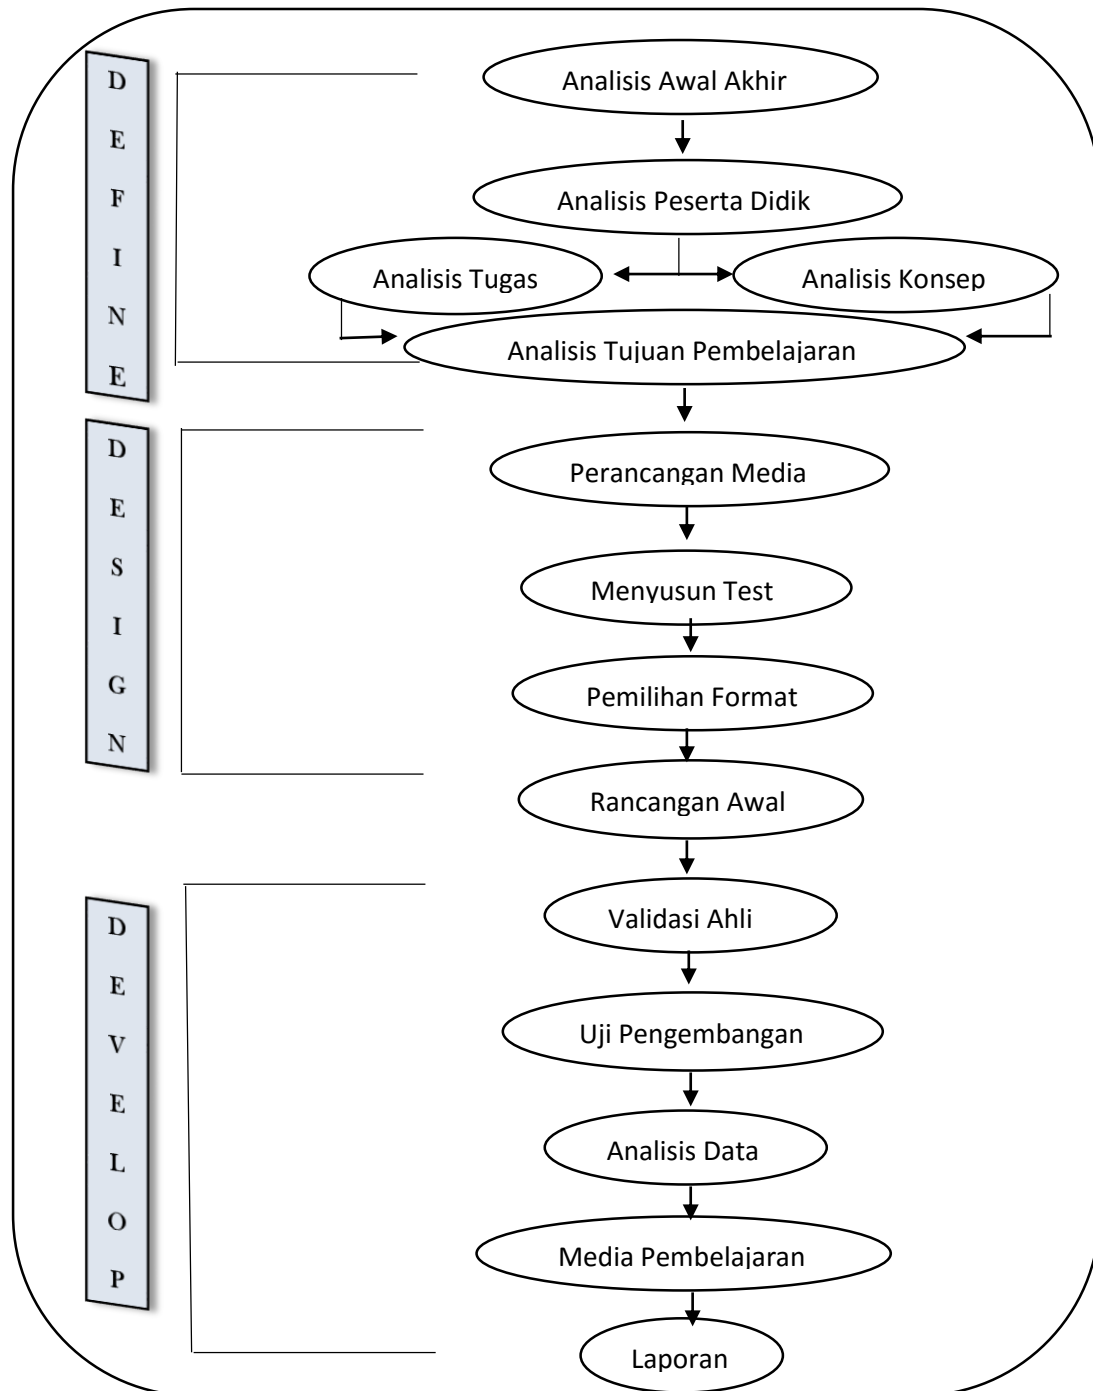 D
E
F
I
N
E
Analisis Awal Akhir
Analisis Peserta Didik
Analisis Tugas
Analisis Konsep
Analisis Tujuan Pembelajaran
D
E
S
I
G
N
Perancangan Media
Menyusun Test
Pemilihan Format
Rancangan Awal
D
E
V
E
L
O
P
Validasi Ahli
Uji Pengembangan
Analisis Data
Media Pembelajaran
Laporan